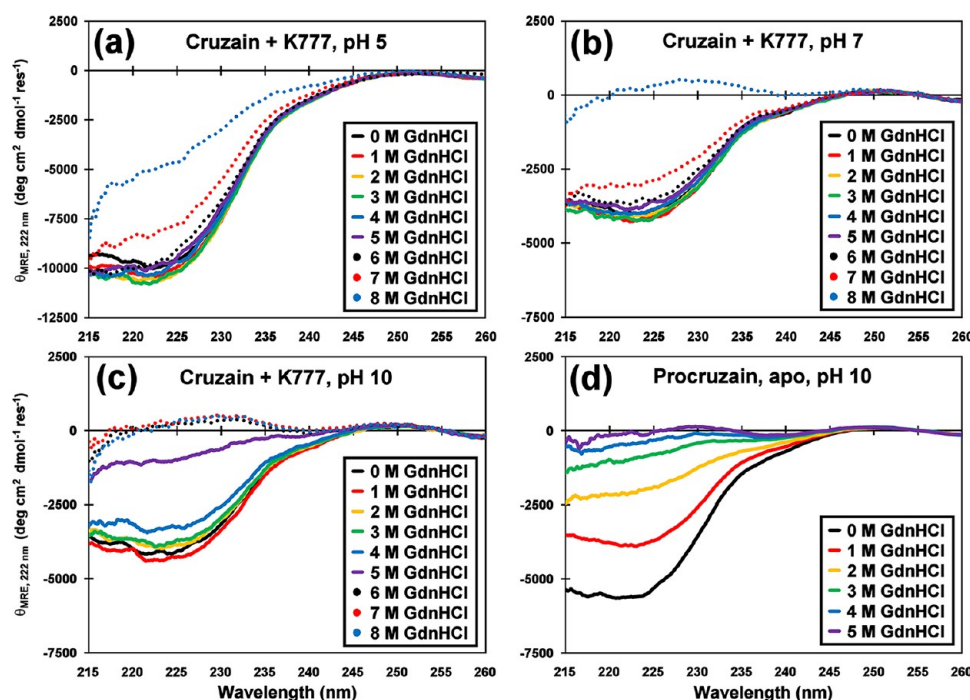 (a) Cruzain + K777, pH 5
2500
0
-2500
-5000
-7500
-10000
-12500
θMRE, 222 nm (deg cm² dmol⁻¹ res⁻¹)
0 M GdnHCl
1 M GdnHCl
2 M GdnHCl
3 M GdnHCl
4 M GdnHCl
5 M GdnHCl
6 M GdnHCl
7 M GdnHCl
8 M GdnHCl
215 220 225 230 235 240 245 250 255 260
(b) Cruzain + K777, pH 7
2500
0
-2500
-5000
-7500
0 M GdnHCl
1 M GdnHCl
2 M GdnHCl
3 M GdnHCl
4 M GdnHCl
5 M GdnHCl
6 M GdnHCl
7 M GdnHCl
8 M GdnHCl
215 220 225 230 235 240 245 250 255 260
(c) Cruzain + K777, pH 10
2500
0
-2500
-5000
-7500
θMRE, 222 nm (deg cm² dmol⁻¹ res⁻¹)
0 M GdnHCl
1 M GdnHCl
2 M GdnHCl
3 M GdnHCl
4 M GdnHCl
5 M GdnHCl
6 M GdnHCl
7 M GdnHCl
8 M GdnHCl
215 220 225 230 235 240 245 250 255 260
Wavelength (nm)
(d) Procruzain, apo, pH 10
2500
0
-2500
-5000
-7500
0 M GdnHCl
1 M GdnHCl
2 M GdnHCl
3 M GdnHCl
4 M GdnHCl
5 M GdnHCl
215 220 225 230 235 240 245 250 255 260
Wavelength (nm)